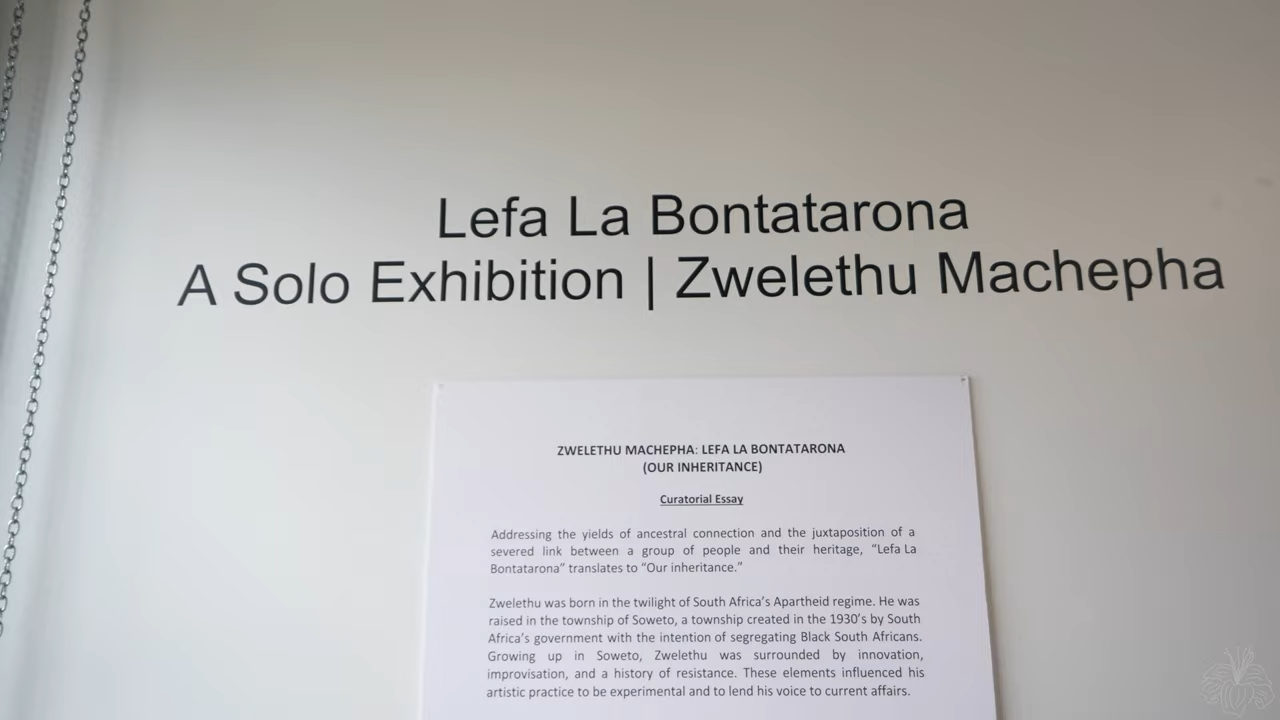 Lefa La Bontatarona
A Solo Exhibition | Zwelethu Machepha
ZWELETHU MACHEPHA: LEFA LA BONTATARONA
(OUR INHERITANCE)
Curatorial Essay
Addressing the yields of ancestral connection and the juxtaposition of a
severed link between a group of people and their heritage, “Lefa La
Bontatarona” translates to “Our inheritance.”
Zwelethu was born in the twilight of South Africa’s Apartheid regime. He was
raised in the township of Soweto, a township created in the 1930’s by South
Africa’s government with the intention of segregating Black South Africans.
Growing up in Soweto, Zwelethu was surrounded by innovation,
improvisation, and a history of resistance. These elements influenced his
artistic practice to be experimental and to lend his voice to current affairs.